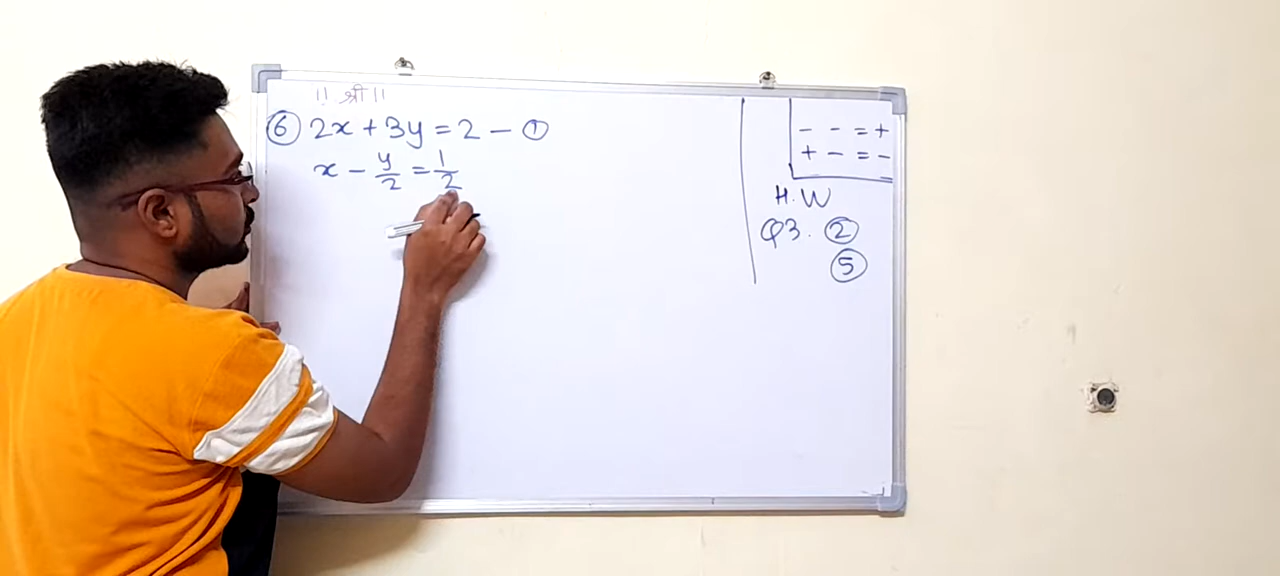 !! श्री !!
⑥ 2x + 3y = 2 — ①
x - y/2 = 1/2
- - = +
+ - = -
H.W
Q3. ②
⑤